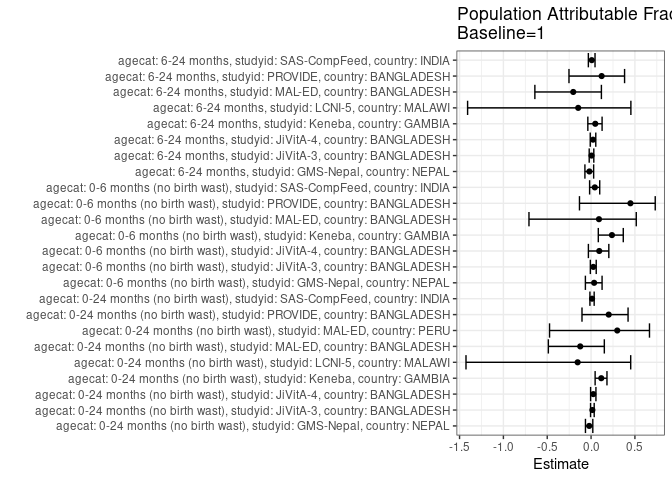 Population Attributable Frac
Baseline=1
agecat: 6-24 months, studyid: SAS-CompFeed, country: INDIA
agecat: 6-24 months, studyid: PROVIDE, country: BANGLADESH
agecat: 6-24 months, studyid: MAL-ED, country: BANGLADESH
agecat: 6-24 months, studyid: LCNI-5, country: MALAWI
agecat: 6-24 months, studyid: Keneba, country: GAMBIA
agecat: 6-24 months, studyid: JiVitA-4, country: BANGLADESH
agecat: 6-24 months, studyid: JiVitA-3, country: BANGLADESH
agecat: 6-24 months, studyid: GMS-Nepal, country: NEPAL
agecat: 0-6 months (no birth wast), studyid: SAS-CompFeed, country: INDIA
agecat: 0-6 months (no birth wast), studyid: PROVIDE, country: BANGLADESH
agecat: 0-6 months (no birth wast), studyid: MAL-ED, country: BANGLADESH
agecat: 0-6 months (no birth wast), studyid: Keneba, country: GAMBIA
agecat: 0-6 months (no birth wast), studyid: JiVitA-4, country: BANGLADESH
agecat: 0-6 months (no birth wast), studyid: JiVitA-3, country: BANGLADESH
agecat: 0-6 months (no birth wast), studyid: GMS-Nepal, country: NEPAL
agecat: 0-24 months (no birth wast), studyid: SAS-CompFeed, country: INDIA
agecat: 0-24 months (no birth wast), studyid: PROVIDE, country: BANGLADESH
agecat: 0-24 months (no birth wast), studyid: MAL-ED, country: PERU
agecat: 0-24 months (no birth wast), studyid: MAL-ED, country: BANGLADESH
agecat: 0-24 months (no birth wast), studyid: LCNI-5, country: MALAWI
agecat: 0-24 months (no birth wast), studyid: Keneba, country: GAMBIA
agecat: 0-24 months (no birth wast), studyid: JiVitA-4, country: BANGLADESH
agecat: 0-24 months (no birth wast), studyid: JiVitA-3, country: BANGLADESH
agecat: 0-24 months (no birth wast), studyid: GMS-Nepal, country: NEPAL
-1.5 -1.0 -0.5 0.0 0.5
Estimate